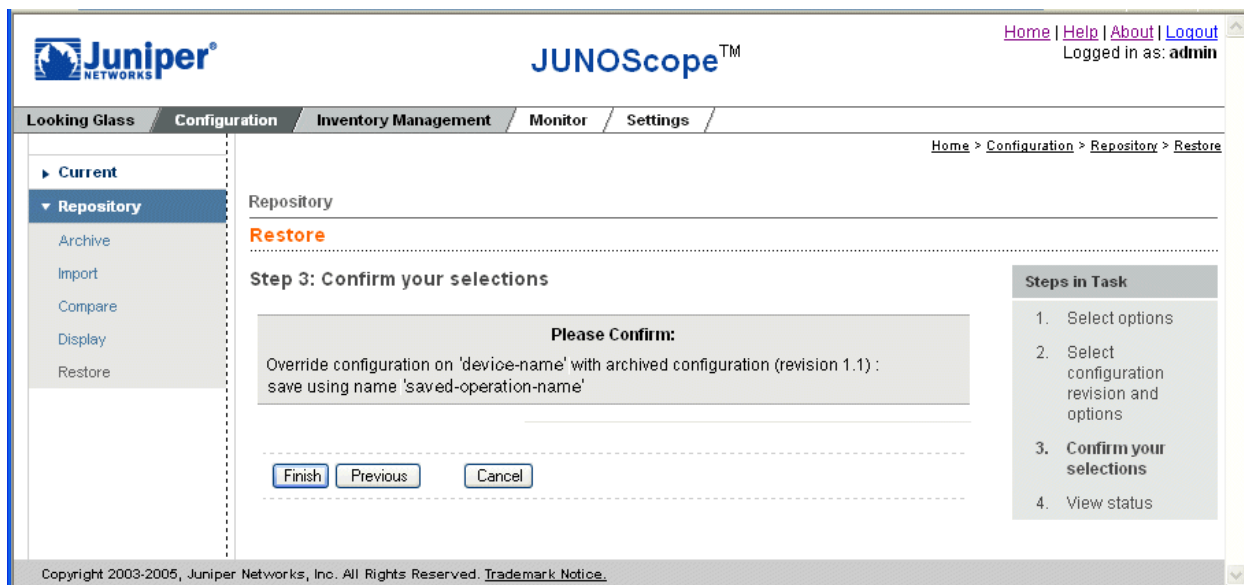 Home | Help | About | Logout
Logged in as: admin
Juniper®
NETWORKS
JUNOScope™
Looking Glass / Configuration / Inventory Management / Monitor / Settings /
Home > Configuration > Repository > Restore
Current
Repository
Archive
Import
Compare
Display
Restore
Repository
Restore
Step 3: Confirm your selections
Please Confirm:
Override configuration on 'device-name' with archived configuration (revision 1.1) :
save using name 'saved-operation-name'
Finish
Previous
Cancel
Steps in Task
1. Select options
2. Select
configuration
revision and
options
3. Confirm your
selections
4. View status
Copyright 2003-2005, Juniper Networks, Inc. All Rights Reserved. Trademark Notice.